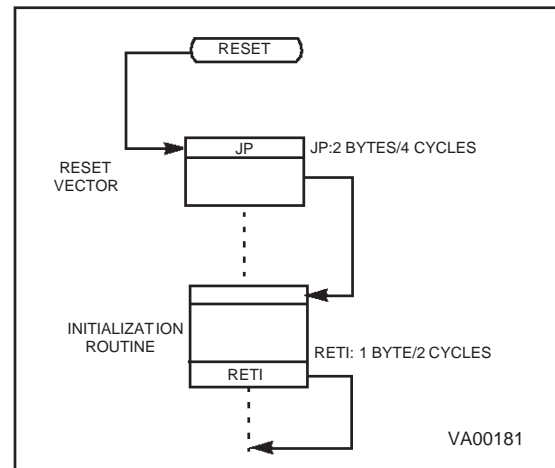 RESET
JP
JP:2 BYTES/4 CYCLES
RESET
VECTOR
INITIALIZATION
ROUTINE
RETI: 1 BYTE/2 CYCLES
RETI
VA00181